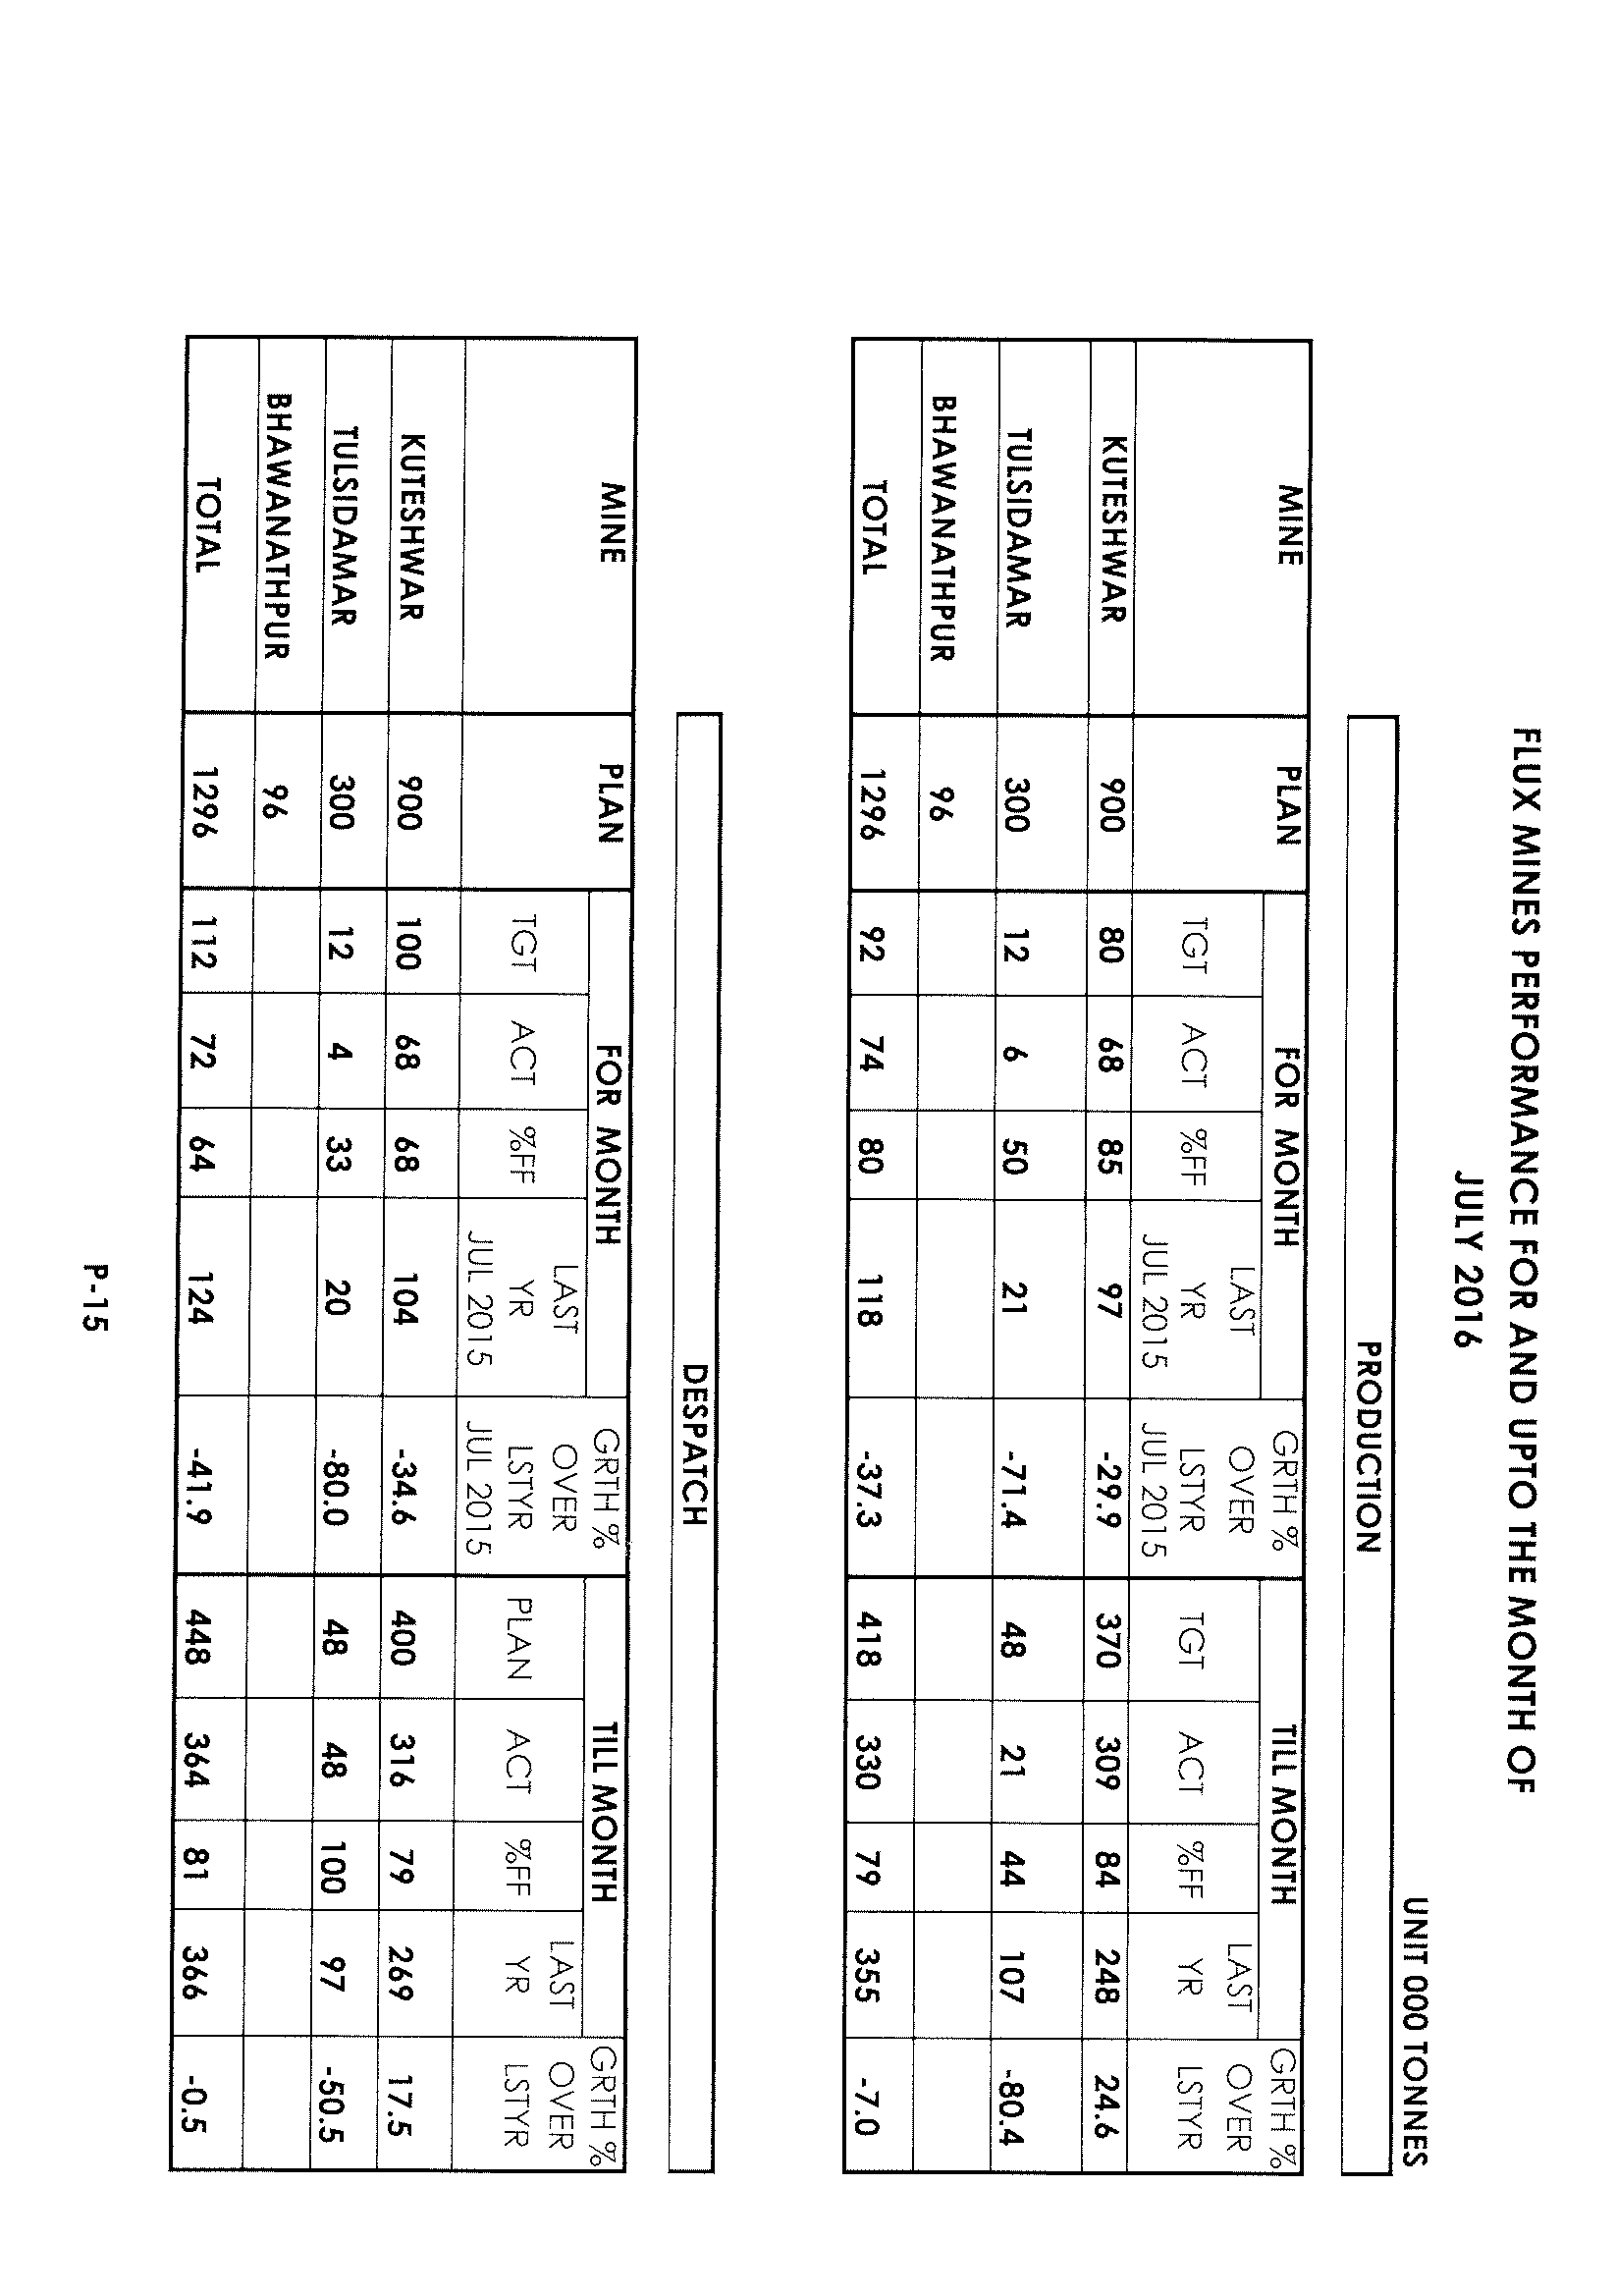 FLUX MINES PERFORMANCE FOR AND UPTO THE MONTH OF
JULY 2016
UNIT 000 TONNES
PRODUCTION
MINE PLAN FOR MONTH GRTH % TILL MONTH GRTH %
TGT ACT %FF LAST YR JUL 2015 OVER LSTYR JUL 2015 TGT ACT %FF LAST YR OVER LSTYR
KUTESHWAR 900 80 68 85 97 -29.9 370 309 84 248 24.6
TULSIDAMAR 300 12 6 50 21 -71.4 48 21 44 107 -80.4
BHAWANATHPUR 96
TOTAL 1296 92 74 80 118 -37.3 418 330 79 355 -7.0
DESPATCH
MINE PLAN FOR MONTH GRTH % TILL MONTH GRTH %
TGT ACT %FF LAST YR JUL 2015 OVER LSTYR JUL 2015 PLAN ACT %FF LAST YR OVER LSTYR
KUTESHWAR 900 100 68 68 104 -34.6 400 316 79 269 17.5
TULSIDAMAR 300 12 4 33 20 -80.0 48 48 100 97 -50.5
BHAWANATHPUR 96
TOTAL 1296 112 72 64 124 -41.9 448 364 81 366 -0.5
P-15